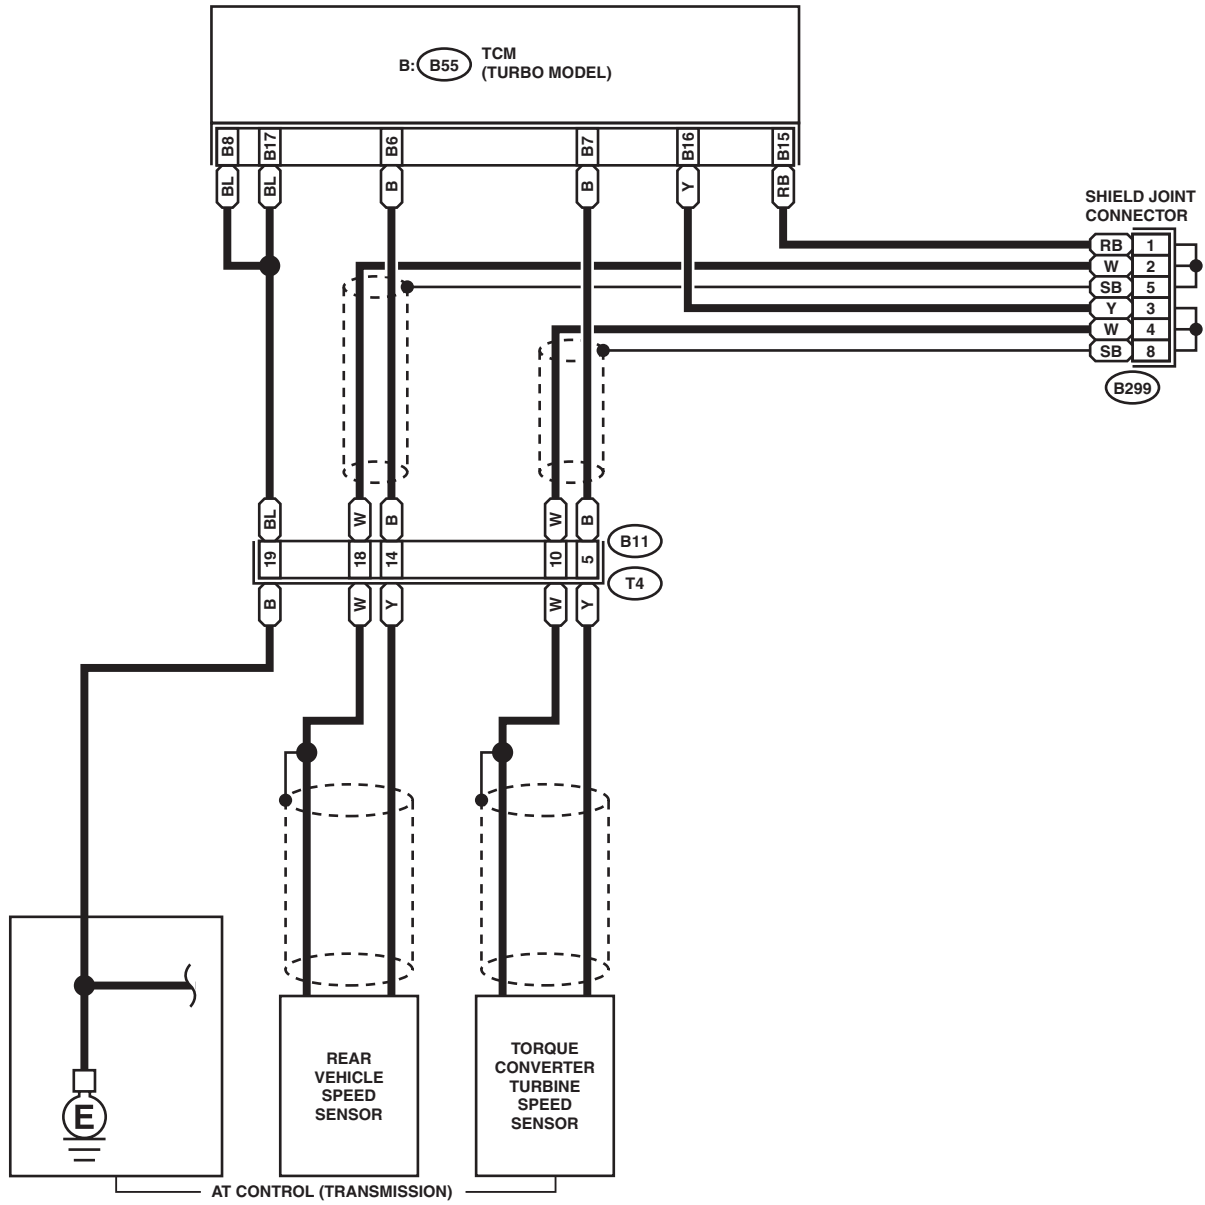 B: B55 TCM
(TURBO MODEL)
B8 B17 B6 B7 B16 B15
BL BL B B Y RB
SHIELD JOINT
CONNECTOR
RB 1
W 2
SB 5
Y 3
W 4
SB 8
B299
BL W B W B
B11
19 18 14 10 5
T4
B W Y W Y
REAR
VEHICLE
SPEED
SENSOR
TORQUE
CONVERTER
TURBINE
SPEED
SENSOR
E
AT CONTROL (TRANSMISSION)